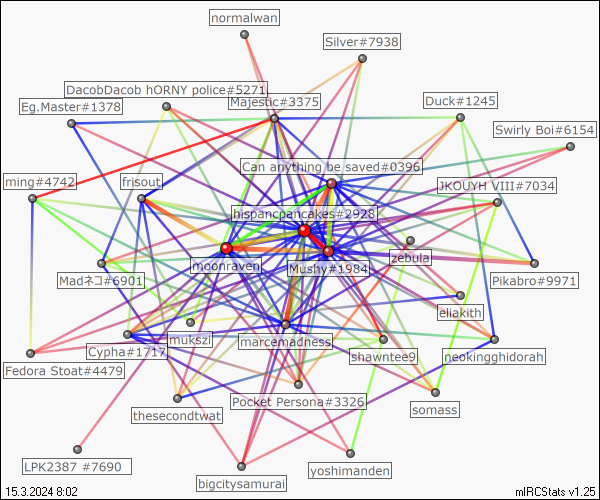 normalwan
Silver#7938
DacobDacob hORNY police#5271
Eg.Master#1378
Majestic#3375
Duck#1245
Swirly Boi#6154
Can anything be saved#0396
ming#4742
frisout
JKOUYH VIII#7034
hispancpancakes#2928
zebula
moonraven
Mushy#1984
Madネコ#6901
Pikabro#9971
eliakith
mukszi
marcemadness
Cypha#1717
shawntee9
neokingghidorah
Fedora Stoat#4479
Pocket Persona#3326
somass
thesecondtwat
LPK2387 #7690
yoshimanden
bigcitysamurai
15.3.2024 8:02
mIRCStats v1.25